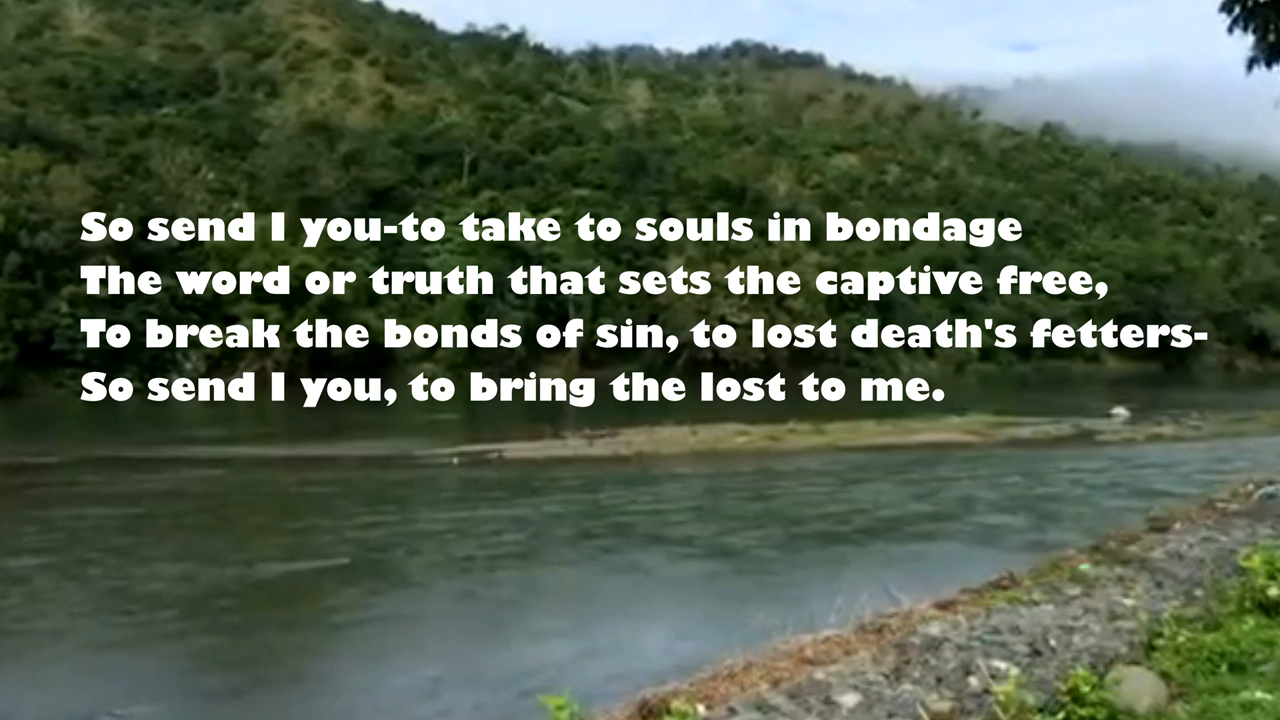 So send I you-to take to souls in bondage
The word or truth that sets the captive free,
To break the bonds of sin, to lost death's fetters-
So send I you, to bring the lost to me.